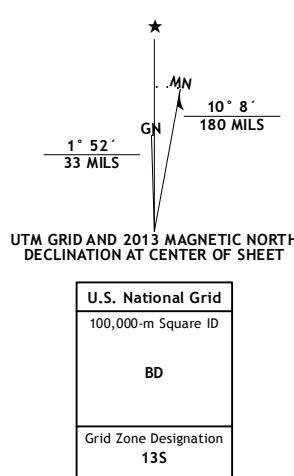 ★
MN
GN
1° 52´
33 MILS
10° 8´
180 MILS
UTM GRID AND 2013 MAGNETIC NORTH
DECLINATION AT CENTER OF SHEET
U.S. National Grid
100,000-m Square ID
BD
Grid Zone Designation
13S